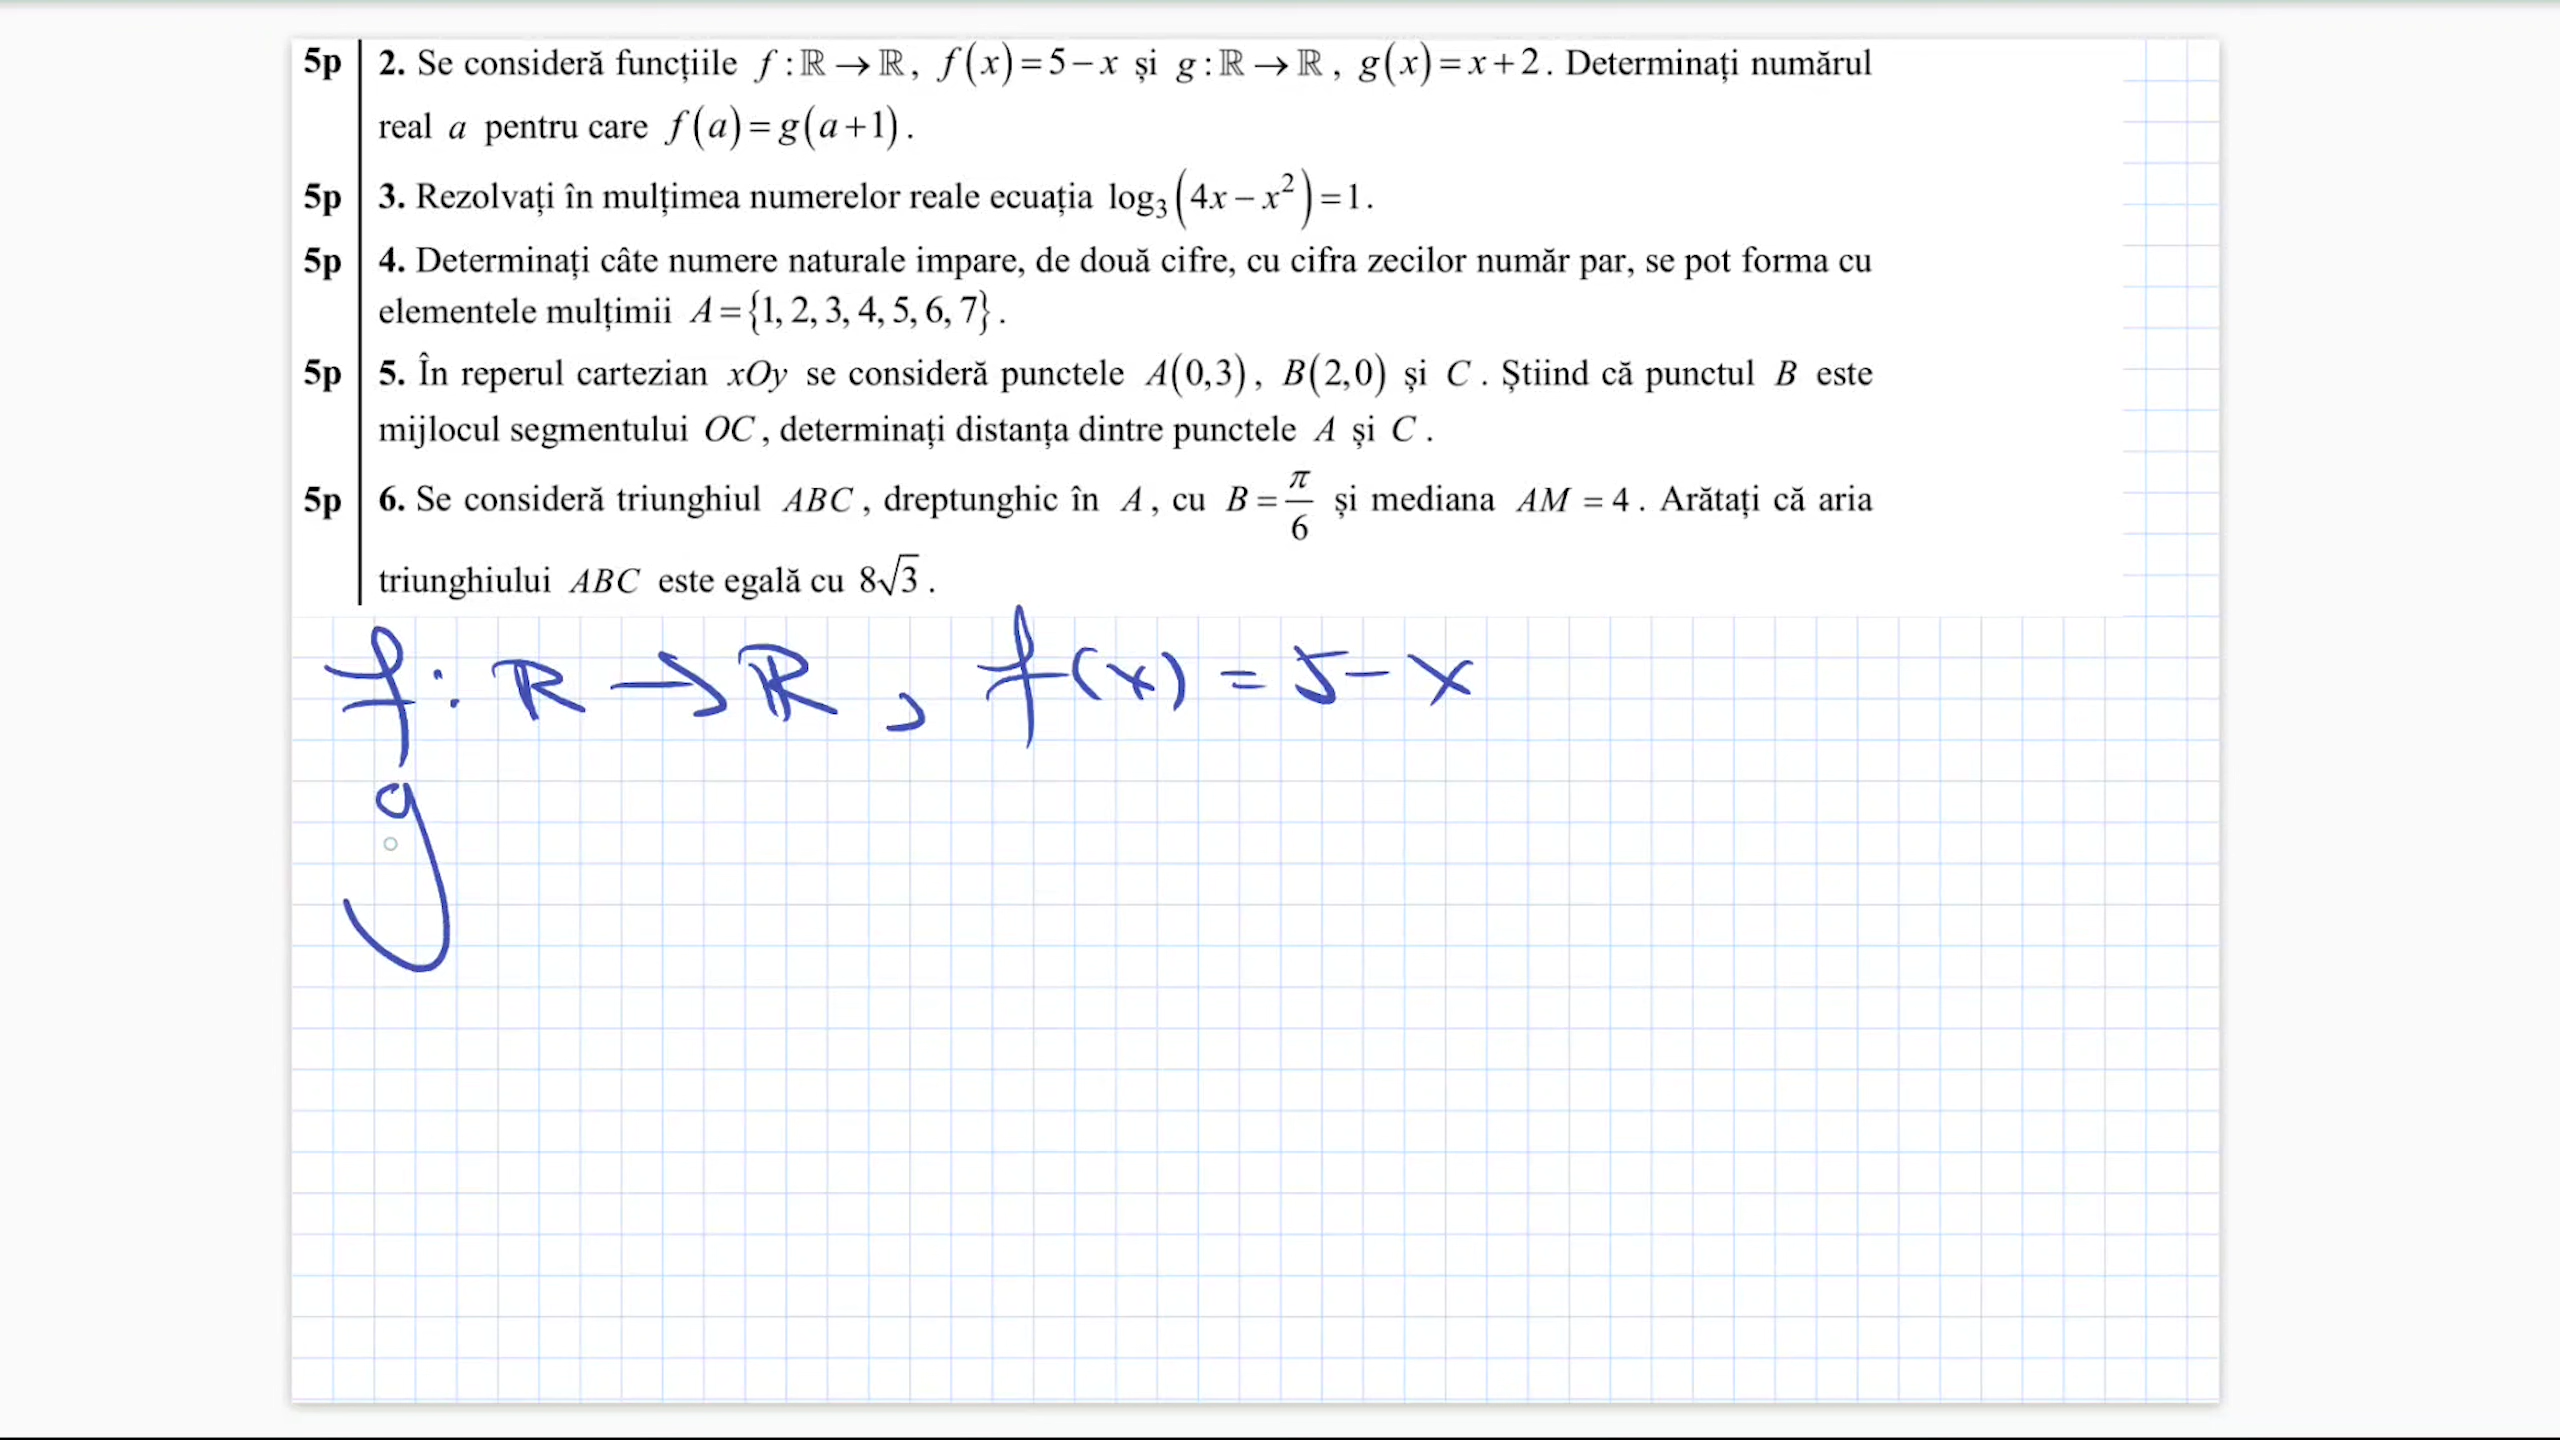 5p 2. Se consideră funcțiile f : ℝ → ℝ, f(x) = 5 − x și g : ℝ → ℝ, g(x) = x + 2. Determinați numărul
real a pentru care f(a) = g(a+1).
5p 3. Rezolvați în mulțimea numerelor reale ecuația log₃(4x − x²) = 1.
5p 4. Determinați câte numere naturale impare, de două cifre, cu cifra zecilor număr par, se pot forma cu
elementele mulțimii A = {1, 2, 3, 4, 5, 6, 7}.
5p 5. În reperul cartezian xOy se consideră punctele A(0,3), B(2,0) și C. Știind că punctul B este
mijlocul segmentului OC, determinați distanța dintre punctele A și C.
5p 6. Se consideră triunghiul ABC, dreptunghic în A, cu B = π/6 și mediana AM = 4. Arătați că aria
triunghiului ABC este egală cu 8√3.
f : ℝ → ℝ, f(x) = 5 − x
g